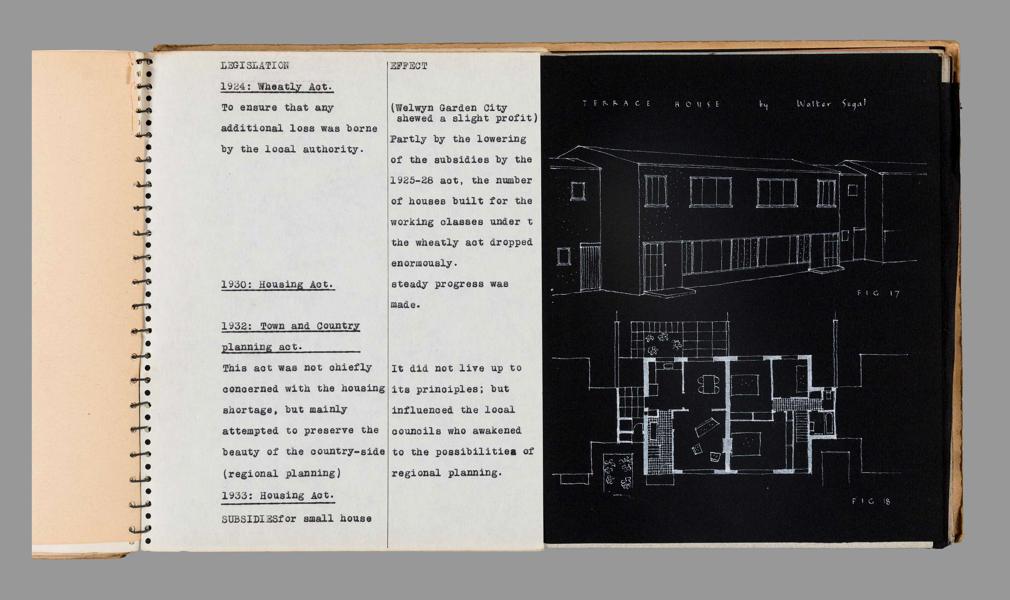 LEGISLATION
1924: Wheatly Act.
To ensure that any
additional loss was borne
by the local authority.
1930: Housing Act.
1932: Town and Country
planning act.
This act was not chiefly
concerned with the housing
shortage, but mainly
attempted to preserve the
beauty of the country-side
(regional planning)
1933: Housing Act.
SUBSIDIESfor small house
EFFECT
(Welwyn Garden City
shewed a slight profit)
Partly by the lowering
of the subsidies by the
1925-28 act, the number
of houses built for the
working classes under t
the wheatly act dropped
enormously.
steady progress was
made.
It did not live up to
its principles; but
influenced the local
councils who awakened
to the possibilities of
regional planning.
TERRACE HOUSE by Walter Segal
FIG 17
FIG 18